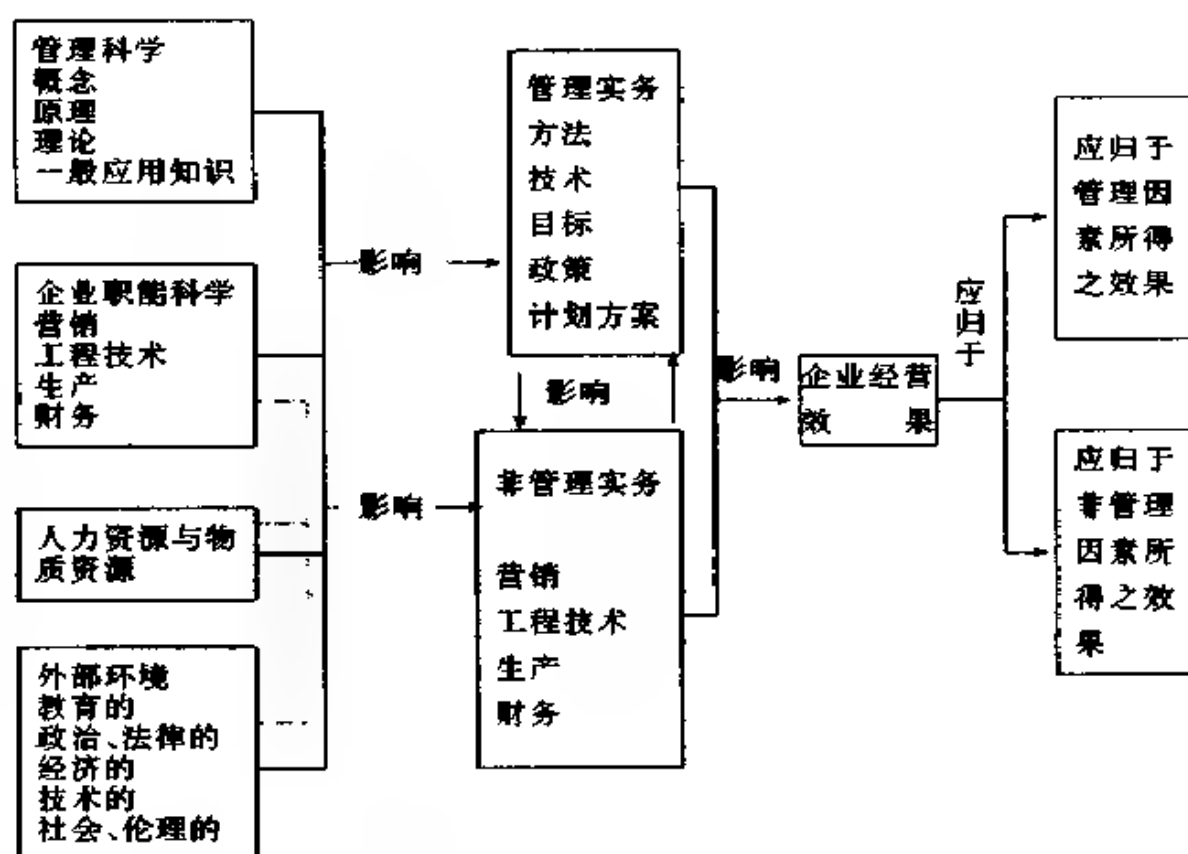 管理科学
概念
原理
理论
一般应用知识
企业职能科学
营销
工程技术
生产
财务
人力资源与物
质资源
外部环境
教育的
政治、法律的
经济的
技术的
社会、伦理的
影响
影响
管理实务
方法
技术
目标
政策
计划方案
影响
非管理实务
营销
工程技术
生产
财务
影响
企业经营
效果
应归于
应归于
管理因
素所得
之效果
应归于
非管理
因素所
得之效
果